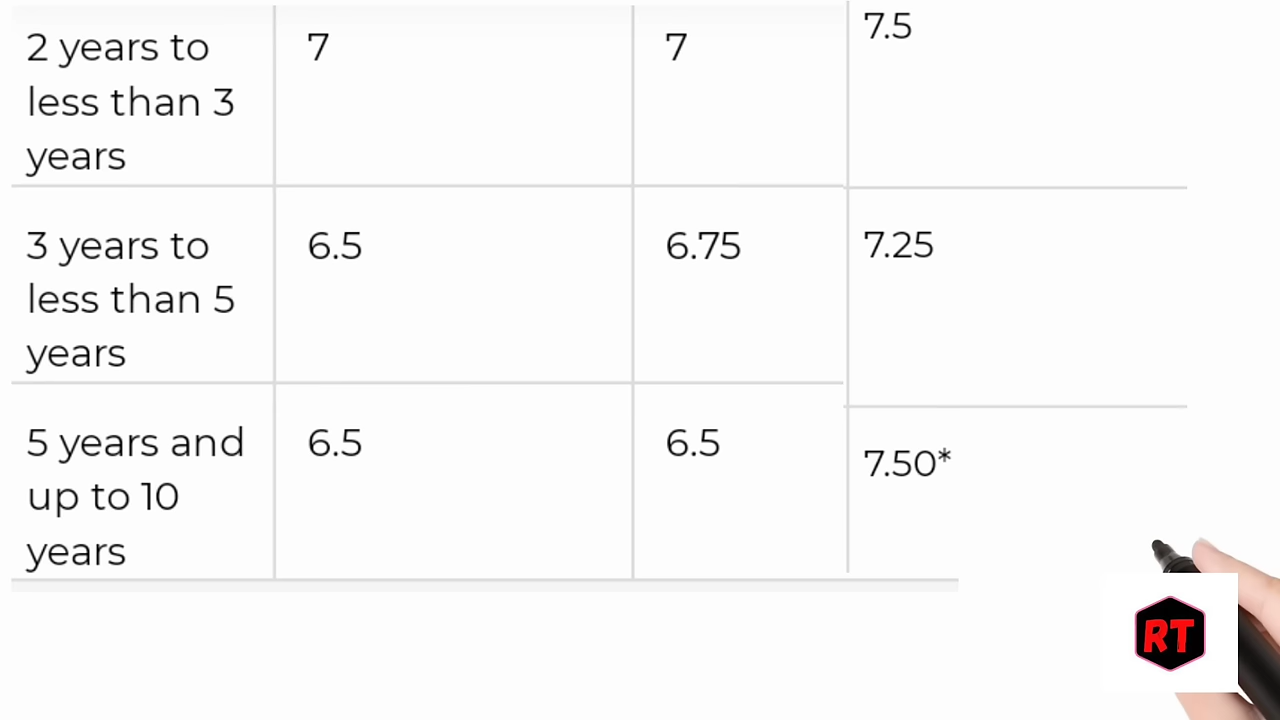 2 years to
less than 3
years
7
7
7.5
3 years to
less than 5
years
6.5
6.75
7.25
5 years and
up to 10
years
6.5
6.5
7.50*
RT